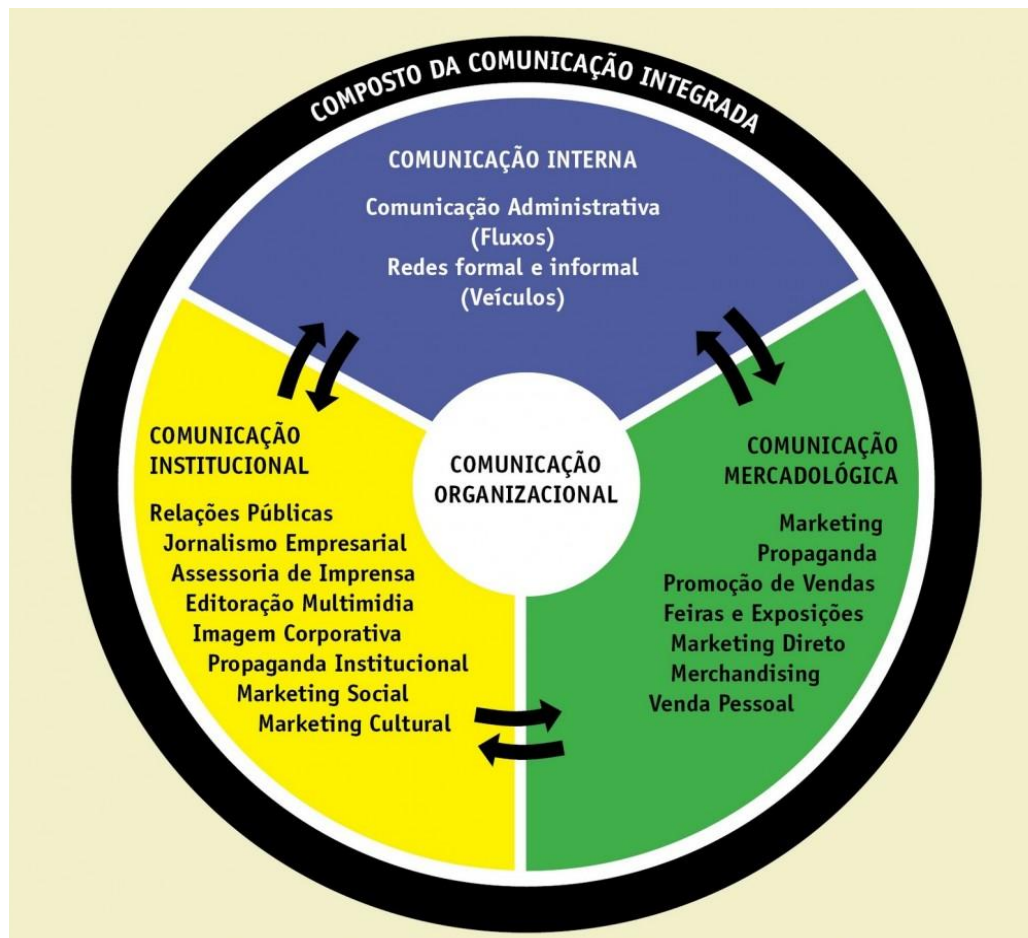 COMPOSTO DA COMUNICAÇÃO INTEGRADA
COMUNICAÇÃO INTERNA
Comunicação Administrativa
(Fluxos)
Redes formal e informal
(Veículos)
COMUNICAÇÃO
INSTITUCIONAL
Relações Públicas
Jornalismo Empresarial
Assessoria de Imprensa
Editoração Multimidia
Imagem Corporativa
Propaganda Institucional
Marketing Social
Marketing Cultural
COMUNICAÇÃO
ORGANIZACIONAL
COMUNICAÇÃO
MERCADOLÓGICA
Marketing
Propaganda
Promoção de Vendas
Feiras e Exposições
Marketing Direto
Merchandising
Venda Pessoal